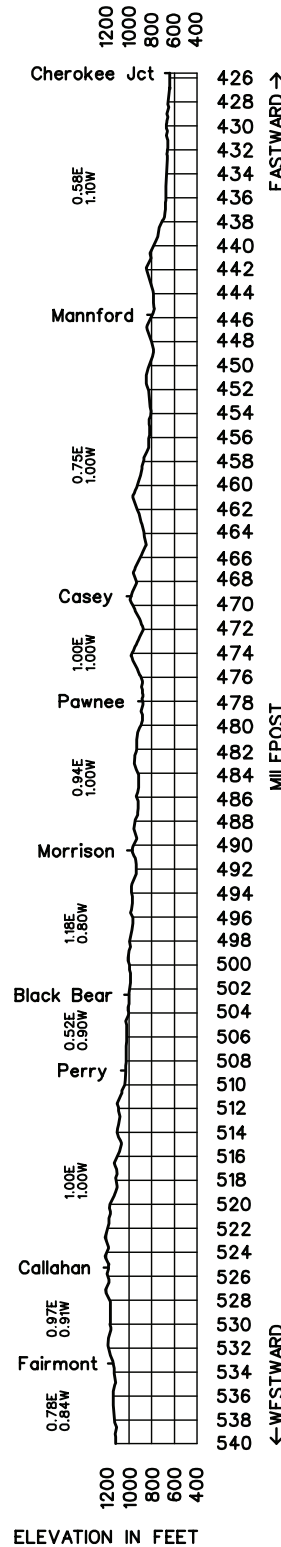 1200 1000 800 600 400
Cherokee Jct 426
428
430
432
434
436
438
440
442
444
Mannford 446
448
450
452
454
456
458
460
462
464
466
468
Casey 470
472
474
476
Pawnee 478
480
482
484
486
488
Morrison 490
492
494
496
498
500
Black Bear 502
504
506
Perry 508
510
512
514
516
518
520
522
524
Callahan 526
528
530
532
Fairmont 534
536
538
540
0.58E
1.10W
0.75E
1.00W
1.00E
1.00W
0.94E
1.00W
1.18E
0.80W
0.52E
0.90W
1.00E
1.00W
0.97E
0.91W
0.78E
0.84W
EASTWARD →
MILEPOST
← WESTWARD
1200 1000 800 600 400
ELEVATION IN FEET